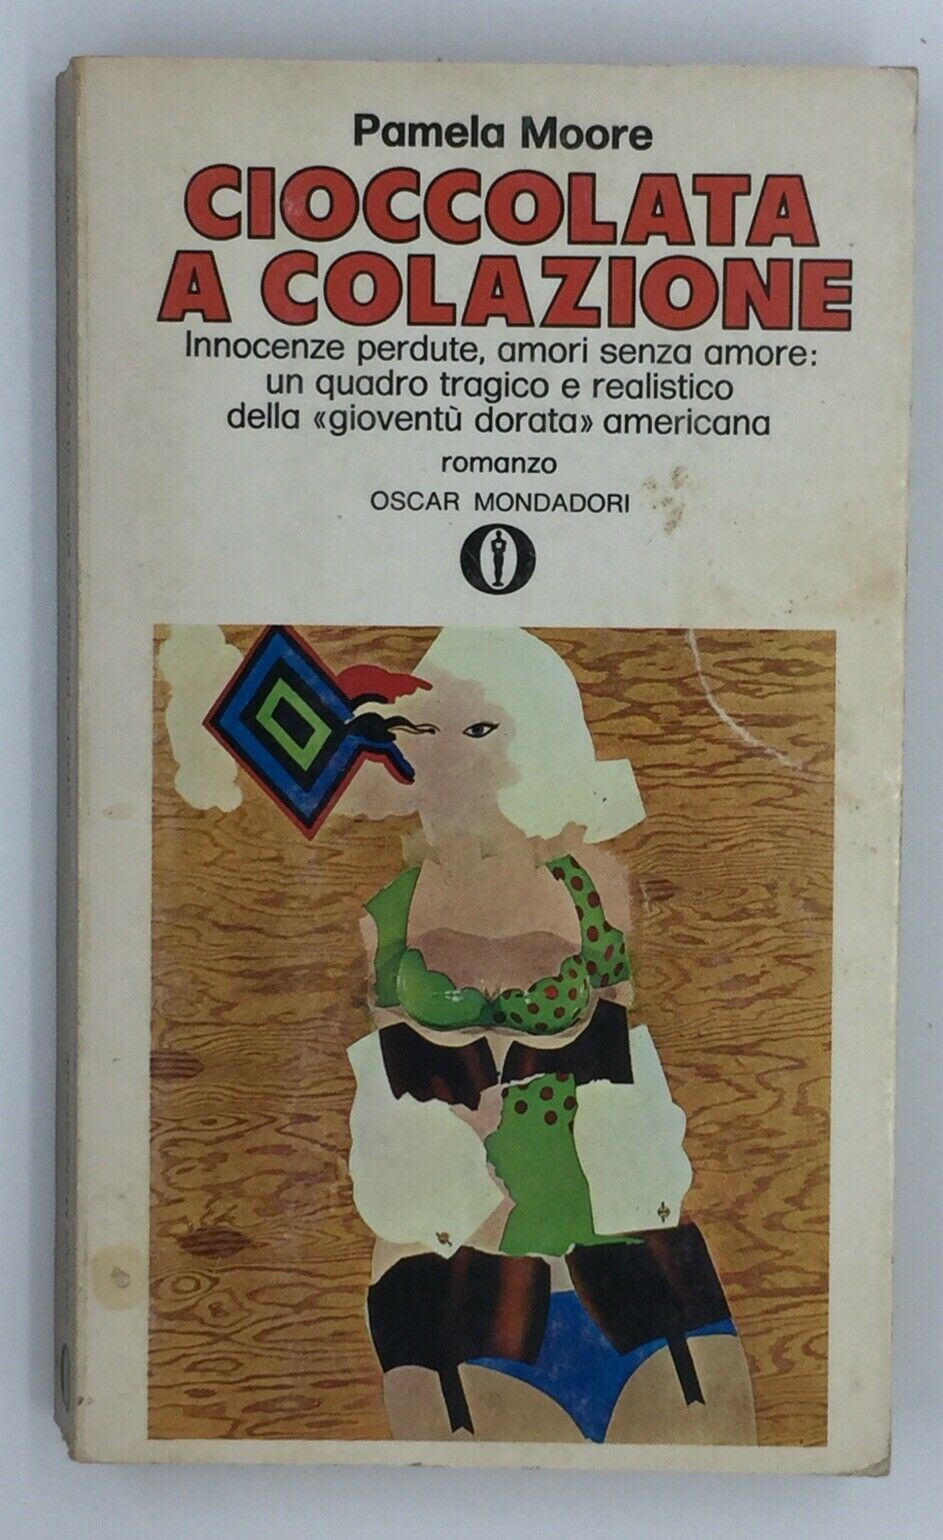 Pamela Moore
CIOCCOLATA
A COLAZIONE
Innocenze perdute, amori senza amore:
un quadro tragico e realistico
della «gioventù dorata» americana
romanzo
OSCAR MONDADORI